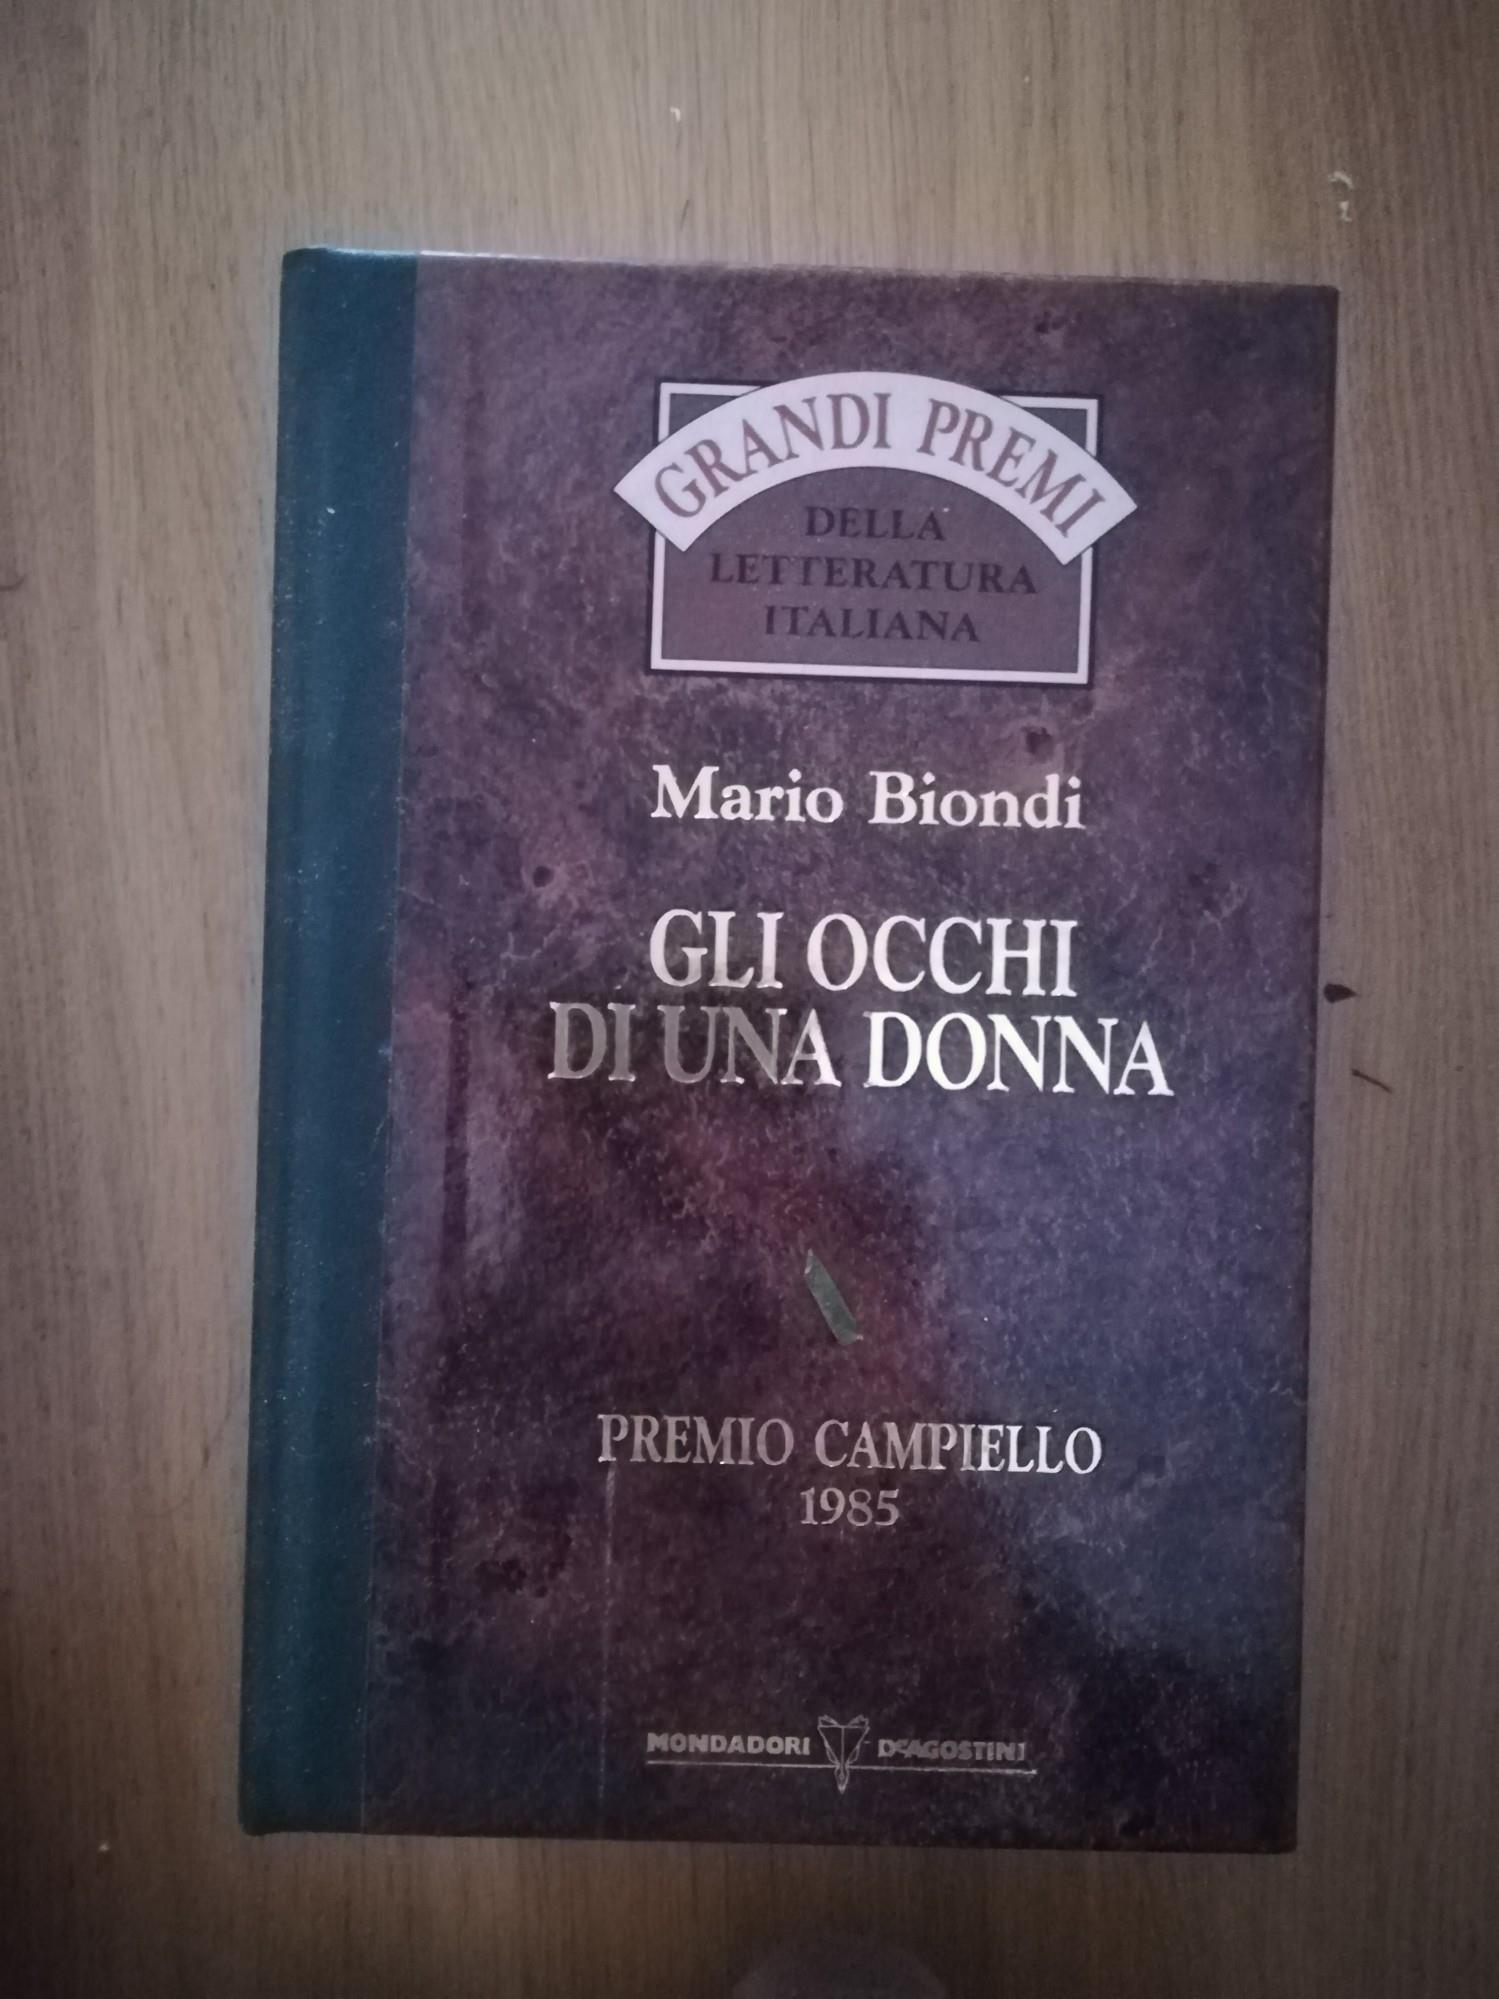 GRANDI PREMI
DELLA
LETTERATURA
ITALIANA
Mario Biondi
GLI OCCHI
DI UNA DONNA
PREMIO CAMPIELLO
1985
MONDADORI DEAGOSTINI